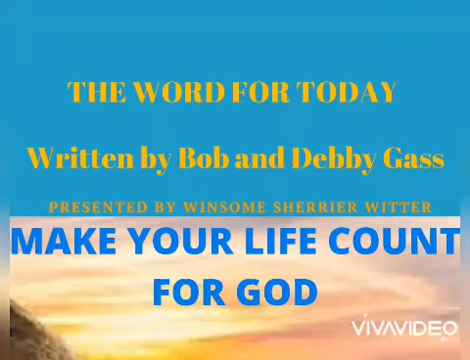 THE WORD FOR TODAY
Written by Bob and Debby Gass
PRESENTED BY WINSOME SHERRIER WITTER
MAKE YOUR LIFE COUNT
FOR GOD
VIVAVIDEO